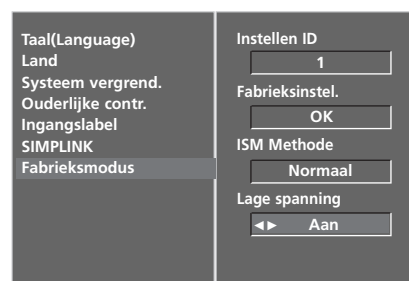 Taal(Language)
Land
Systeem vergrend.
Ouderlijke contr.
Ingangslabel
SIMPLINK
Fabrieksmodus
Instellen ID
1
Fabrieksinstel.
OK
ISM Methode
Normaal
Lage spanning
◄► Aan